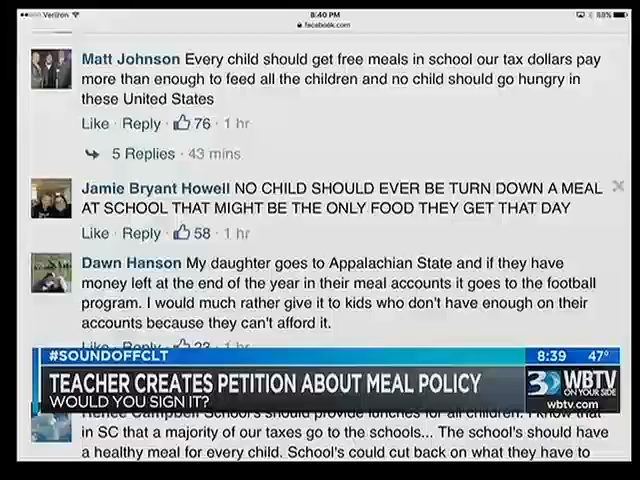 Verizon
8:40 PM
88%
facebook.com
Matt Johnson Every child should get free meals in school our tax dollars pay
more than enough to feed all the children and no child should go hungry in
these United States
Like · Reply · 76 · 1 hr
5 Replies · 43 mins
Jamie Bryant Howell NO CHILD SHOULD EVER BE TURN DOWN A MEAL
AT SCHOOL THAT MIGHT BE THE ONLY FOOD THEY GET THAT DAY
Like · Reply · 58 · 1 hr
Dawn Hanson My daughter goes to Appalachian State and if they have
money left at the end of the year in their meal accounts it goes to the football
program. I would much rather give it to kids who don't have enough on their
accounts because they can't afford it.
Like · Reply · 23 · 1 hr
#SOUNDOFFCLT
8:39 47°
TEACHER CREATES PETITION ABOUT MEAL POLICY
WOULD YOU SIGN IT?
3 WBTV
ON YOUR SIDE
wbtv.com
Renee Campbell School's should provide lunches for all children. I know that
in SC that a majority of our taxes go to the schools... The school's should have
a healthy meal for every child. School's could cut back on what they have to